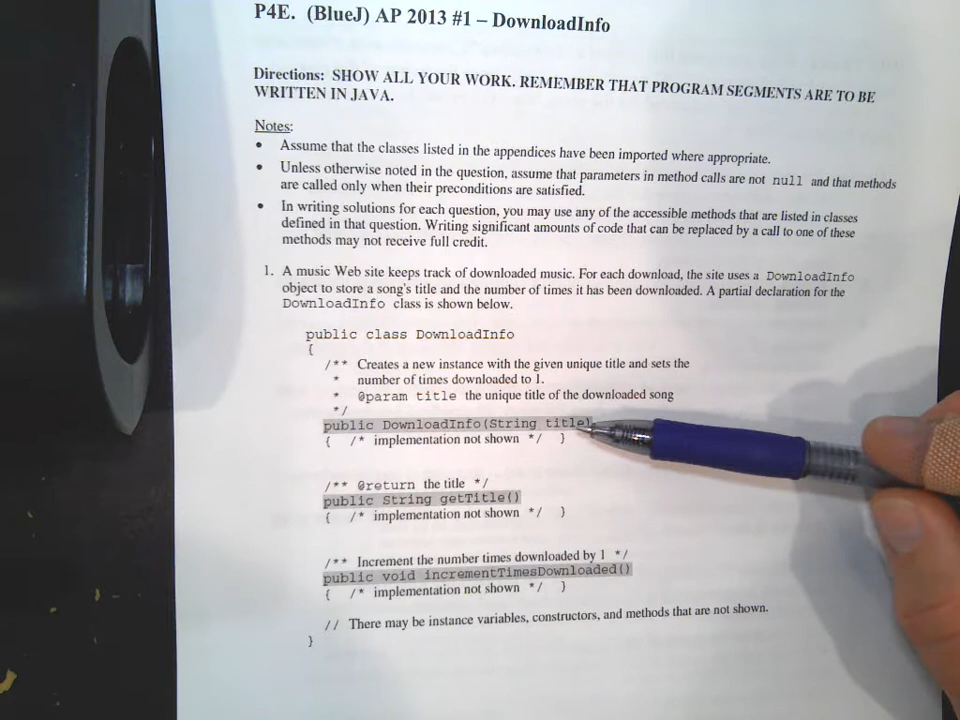 P4E. (BlueJ) AP 2013 #1 – DownloadInfo
Directions: SHOW ALL YOUR WORK. REMEMBER THAT PROGRAM SEGMENTS ARE TO BE
WRITTEN IN JAVA.
Notes:
• Assume that the classes listed in the appendices have been imported where appropriate.
• Unless otherwise noted in the question, assume that parameters in method calls are not null and that methods
are called only when their preconditions are satisfied.
• In writing solutions for each question, you may use any of the accessible methods that are listed in classes
defined in that question. Writing significant amounts of code that can be replaced by a call to one of these
methods may not receive full credit.
1. A music Web site keeps track of downloaded music. For each download, the site uses a DownloadInfo
object to store a song's title and the number of times it has been downloaded. A partial declaration for the
DownloadInfo class is shown below.
public class DownloadInfo
{
/** Creates a new instance with the given unique title and sets the
* number of times downloaded to 1.
* @param title the unique title of the downloaded song
*/
public DownloadInfo(String title)
{ /* implementation not shown */ }
/** @return the title */
public String getTitle()
{ /* implementation not shown */ }
/** Increment the number times downloaded by 1 */
public void incrementTimesDownloaded()
{ /* implementation not shown */ }
// There may be instance variables, constructors, and methods that are not shown.
}